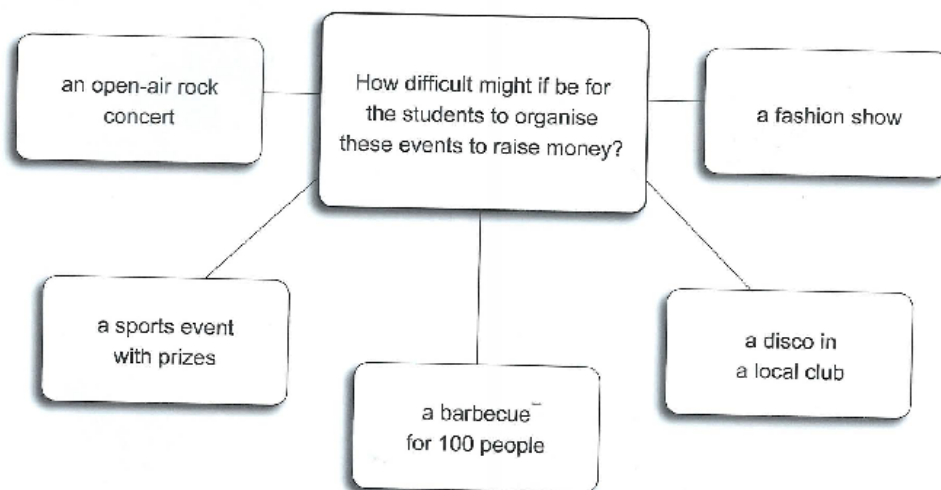 an open-air rock
concert
How difficult might if be for
the students to organise
these events to raise money?
a fashion show
a sports event
with prizes
a barbecue
for 100 people
a disco in
a local club